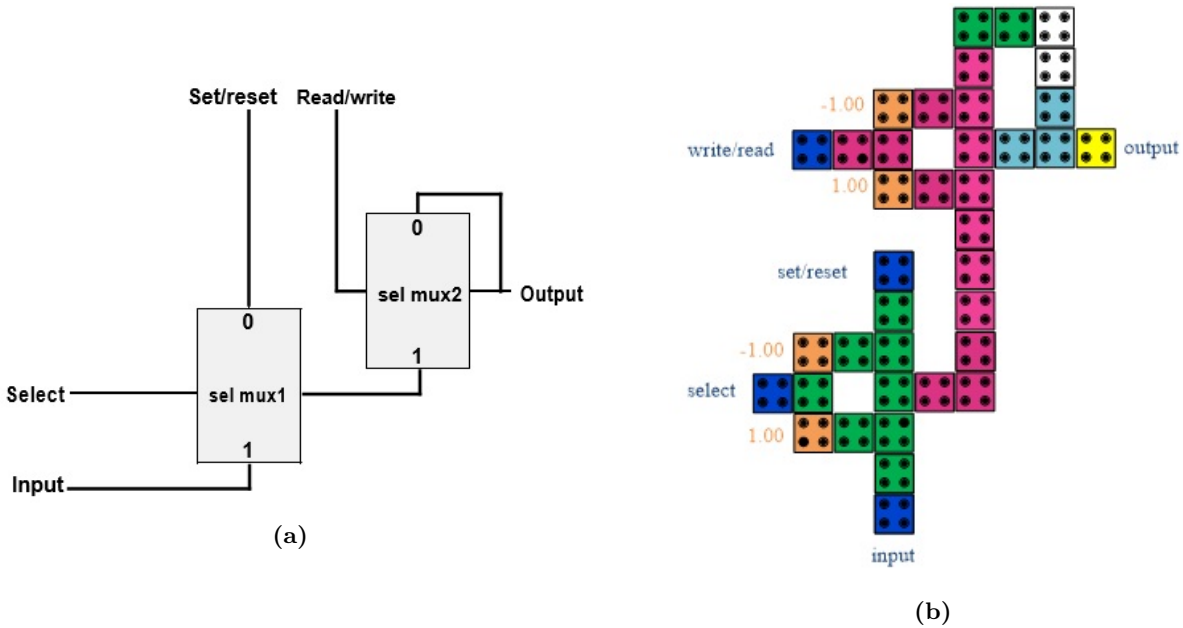 Set/reset Read/write
0
sel mux2
Output
1
0
Select
sel mux1
1
Input
(a)
-1.00
write/read
output
1.00
set/reset
-1.00
select
1.00
input
(b)